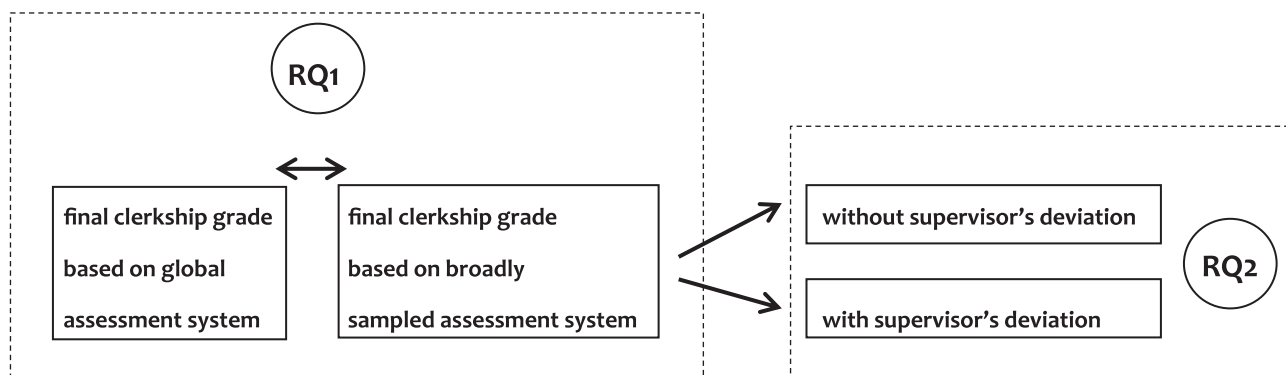 RQ1
final clerkship grade
based on global
assessment system
final clerkship grade
based on broadly
sampled assessment system
without supervisor’s deviation
with supervisor’s deviation
RQ2